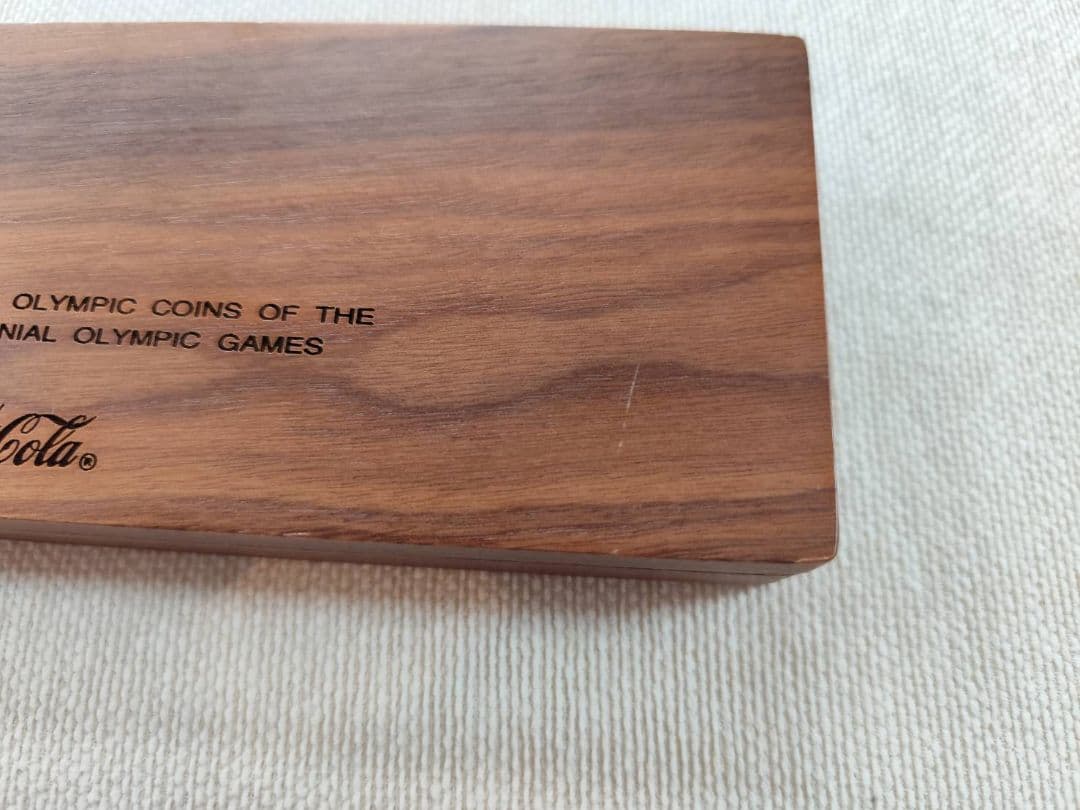 OLYMPIC COINS OF THE
NIAL OLYMPIC GAMES
Cola®